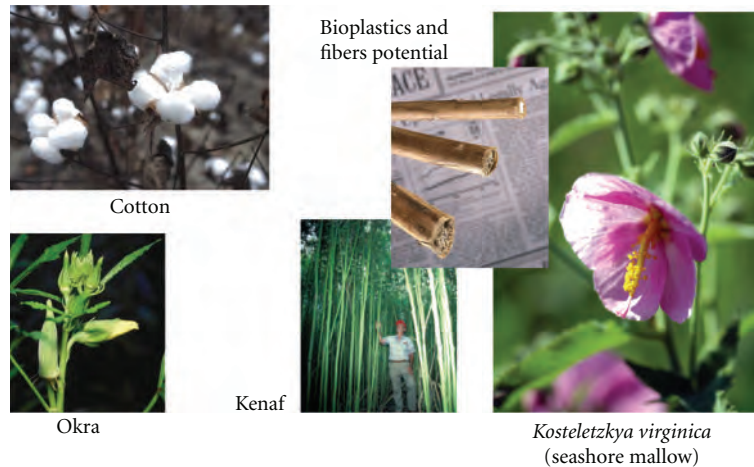 Bioplastics and
fibers potential
Cotton
Okra
Kenaf
Kosteletzkya virginica
(seashore mallow)